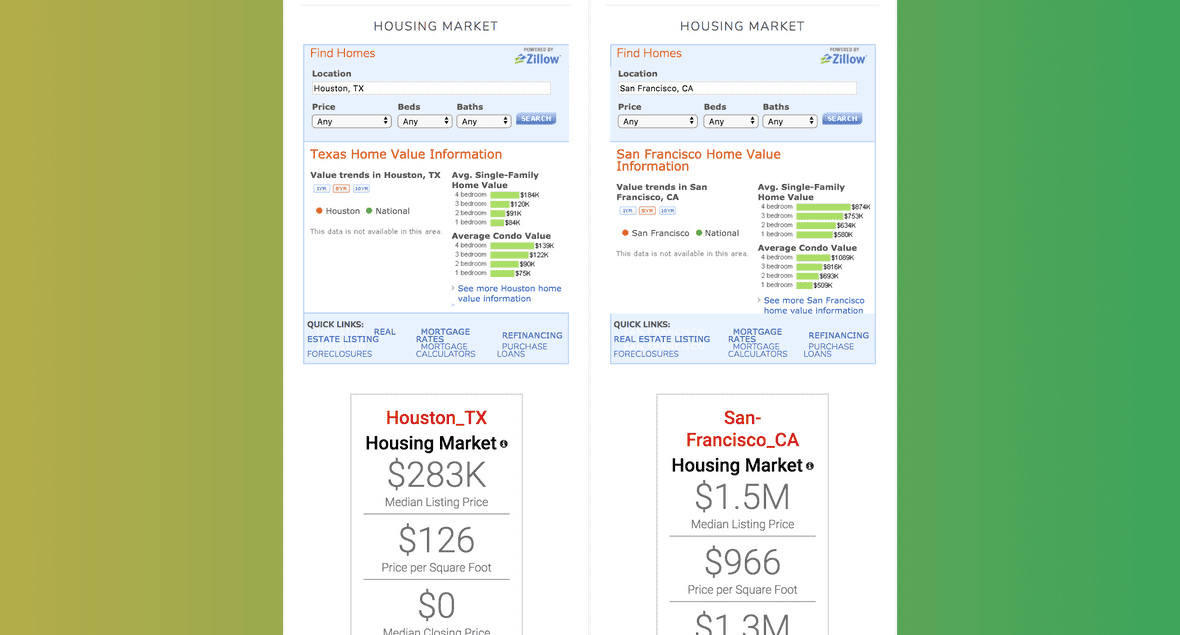 HOUSING MARKET
Find Homes
POWERED BY
Zillow
Location
Houston, TX
Price Beds Baths
Any Any Any SEARCH
Texas Home Value Information
Value trends in Houston, TX
1YR 5YR 10YR
Houston National
This data is not available in this area.
Avg. Single-Family
Home Value
4 bedroom $184K
3 bedroom $120K
2 bedroom $91K
1 bedroom $84K
Average Condo Value
4 bedroom $139K
3 bedroom $122K
2 bedroom $90K
1 bedroom $75K
See more Houston home
value information
QUICK LINKS:
REAL
ESTATE LISTING
FORECLOSURES
MORTGAGE
RATES
MORTGAGE
CALCULATORS
REFINANCING
PURCHASE
LOANS
Houston_TX
Housing Market
$283K
Median Listing Price
$126
Price per Square Foot
$0
Median Closing Price
HOUSING MARKET
Find Homes
POWERED BY
Zillow
Location
San Francisco, CA
Price Beds Baths
Any Any Any SEARCH
San Francisco Home Value
Information
Value trends in San
Francisco, CA
1YR 5YR 10YR
San Francisco National
This data is not available in this area.
Avg. Single-Family
Home Value
4 bedroom $874K
3 bedroom $753K
2 bedroom $634K
1 bedroom $580K
Average Condo Value
4 bedroom $1089K
3 bedroom $816K
2 bedroom $693K
1 bedroom $509K
See more San Francisco
home value information
QUICK LINKS:
REAL ESTATE LISTING
FORECLOSURES
MORTGAGE
RATES
MORTGAGE
CALCULATORS
REFINANCING
PURCHASE
LOANS
San-
Francisco_CA
Housing Market
$1.5M
Median Listing Price
$966
Price per Square Foot
$1.3M